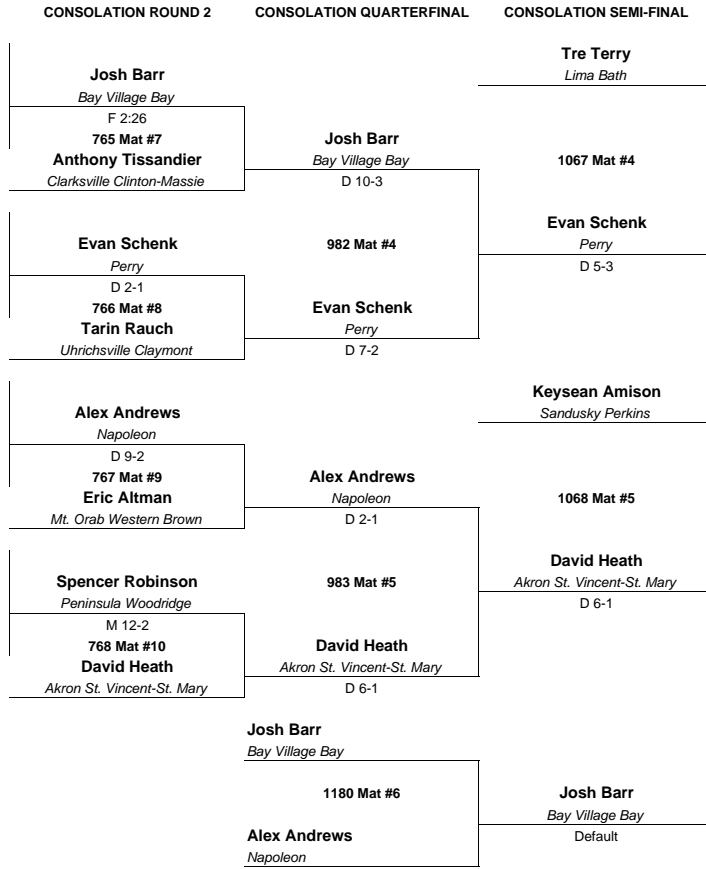 CONSOLATION ROUND 2
CONSOLATION QUARTERFINAL
CONSOLATION SEMI-FINAL
Tre Terry
Lima Bath
Josh Barr
Bay Village Bay
F 2:26
765 Mat #7
Josh Barr
Anthony Tissandier
Bay Village Bay
1067 Mat #4
Clarksville Clinton-Massie
D 10-3
Evan Schenk
Evan Schenk
982 Mat #4
Perry
Perry
D 5-3
D 2-1
766 Mat #8
Evan Schenk
Tarin Rauch
Perry
Uhrichsville Claymont
D 7-2
Keysean Amison
Alex Andrews
Sandusky Perkins
Napoleon
D 9-2
767 Mat #9
Alex Andrews
Eric Altman
Napoleon
1068 Mat #5
Mt. Orab Western Brown
D 2-1
David Heath
Spencer Robinson
983 Mat #5
Akron St. Vincent-St. Mary
Peninsula Woodridge
D 6-1
M 12-2
768 Mat #10
David Heath
David Heath
Akron St. Vincent-St. Mary
Akron St. Vincent-St. Mary
D 6-1
Josh Barr
Bay Village Bay
1180 Mat #6
Josh Barr
Bay Village Bay
Alex Andrews
Default
Napoleon